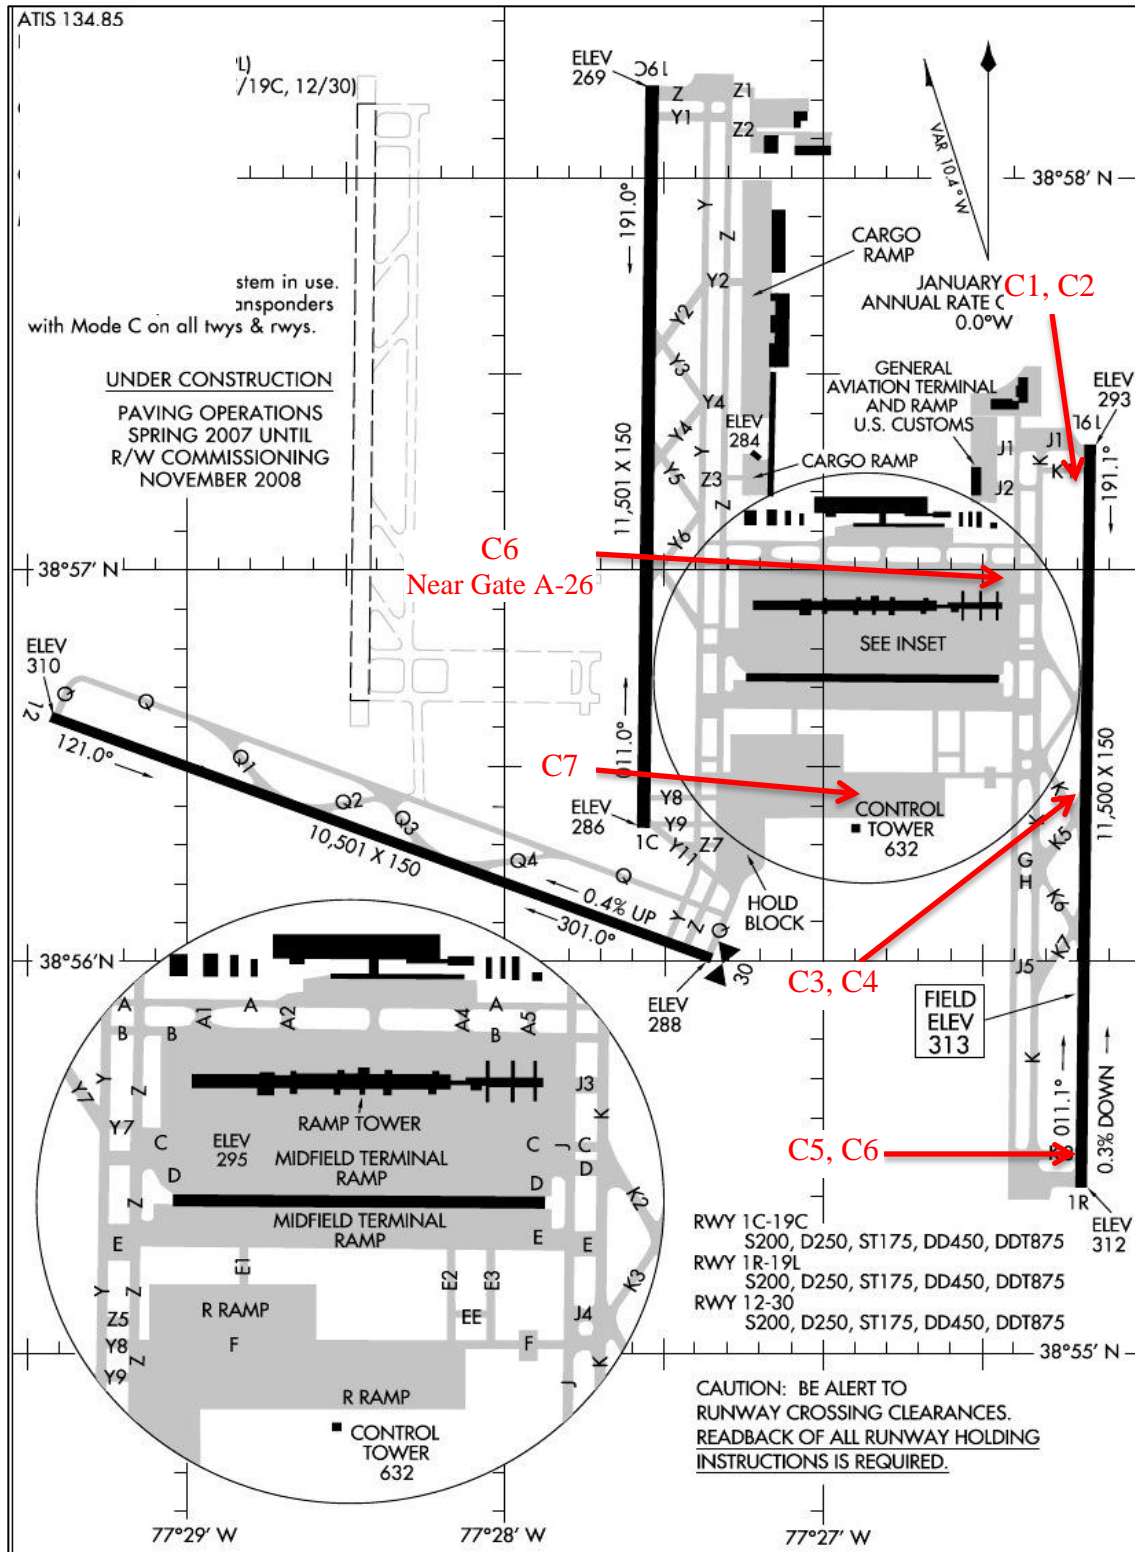 ATIS 134.85
L)
/19C, 12/30)
stem in use.
ansponders
with Mode C on all twys & rwys.
UNDER CONSTRUCTION
PAVING OPERATIONS
SPRING 2007 UNTIL
R/W COMMISSIONING
NOVEMBER 2008
ELEV
269
19C
Z
Z1
Y1
Z2
VAR 10.4° W
38°58' N
191.0°
Y
Z
CARGO
RAMP
Y2
Y2
JANUARY
ANNUAL RATE C
0.0°W
C1, C2
Y3
Y4
GENERAL
AVIATION TERMINAL
AND RAMP
U.S. CUSTOMS
ELEV
293
19L
ELEV
284
Y4
Y
J1
J1
K
K
191.1°
CARGO RAMP
Y5
Z3
Z
J2
11,501 X 150
Y6
C6
Near Gate A-26
38°57' N
SEE INSET
ELEV
310
12
Q
Q
121.0°
011.0°
Q1
Q2
Q3
10,501 X 150
Q4
Q
0.4% UP
301.0°
C7
ELEV
286
1C
Y8
Y9
Y11
Z7
CONTROL
TOWER
632
HOLD
BLOCK
K
K
K5
11,500 X 150
G
H
K6
K7
Y
Z
Q
30
ELEV
288
38°56' N
C3, C4
J5
FIELD
ELEV
313
K
011.1°
0.3% DOWN
C5, C6
1R
ELEV
312
A
A1
A
A2
A4
A
A5
B
B
B
Y
Z
Y7
Y7
J3
K
RAMP TOWER
C
ELEV
295
MIDFIELD TERMINAL
RAMP
C
J
C
D
D
D
Z
MIDFIELD TERMINAL
RAMP
K2
E
E
E
E1
E2
E3
K3
Y
Z
Z5
R RAMP
EE
J4
Y8
Z
F
F
K
Y9
R RAMP
J
CONTROL
TOWER
632
RWY 1C-19C
S200, D250, ST175, DD450, DDT875
RWY 1R-19L
S200, D250, ST175, DD450, DDT875
RWY 12-30
S200, D250, ST175, DD450, DDT875
38°55' N
CAUTION: BE ALERT TO
RUNWAY CROSSING CLEARANCES.
READBACK OF ALL RUNWAY HOLDING
INSTRUCTIONS IS REQUIRED.
77°29' W
77°28' W
77°27' W